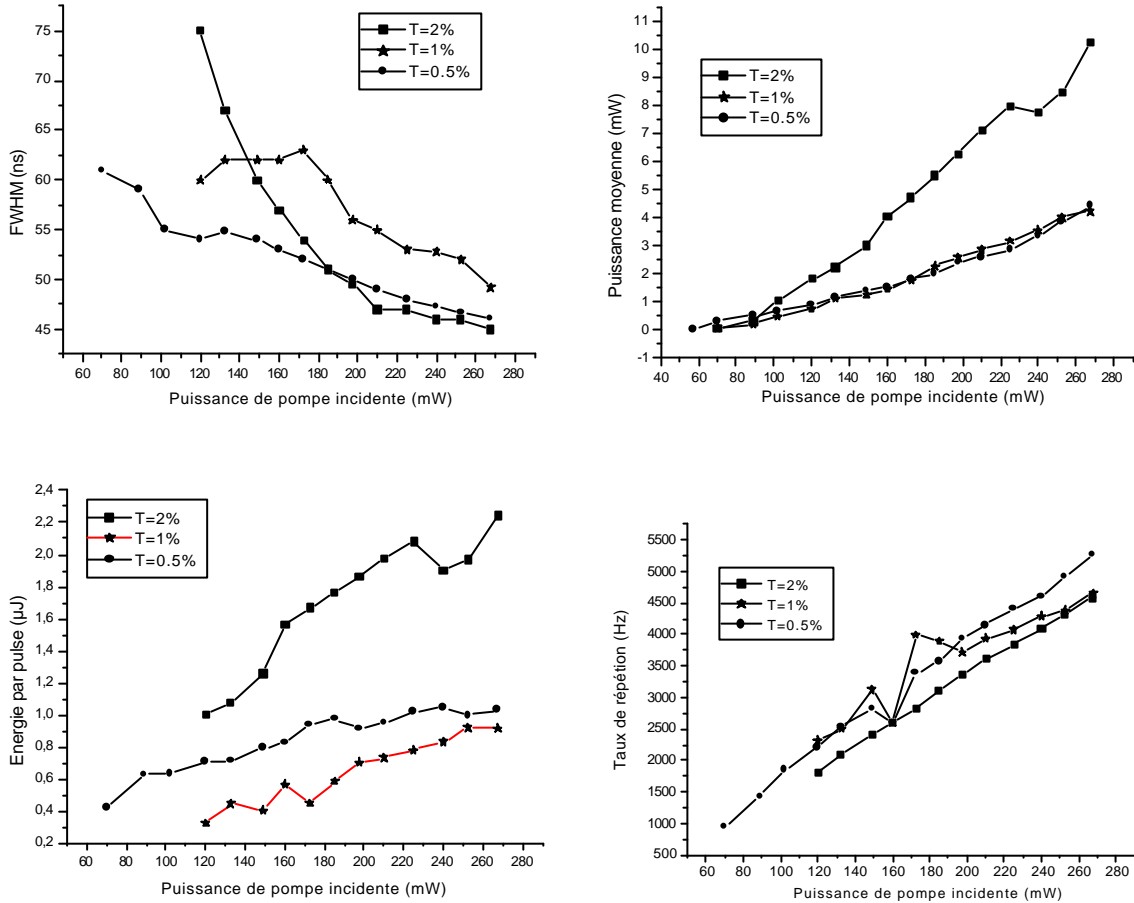 75
70
65
60
55
50
45
FWHM (ns)
T=2%
T=1%
T=0.5%
60 80 100 120 140 160 180 200 220 240 260 280
Puissance de pompe incidente (mW)
11
10
9
8
7
6
5
4
3
2
1
0
-1
Puissance moyenne (mW)
T=2%
T=1%
T=0.5%
40 60 80 100 120 140 160 180 200 220 240 260 280
Puissance de pompe incidente (mW)
2,4
2,2
2,0
1,8
1,6
1,4
1,2
1,0
0,8
0,6
0,4
0,2
Energie par pulse (µJ)
T=2%
T=1%
T=0.5%
60 80 100 120 140 160 180 200 220 240 260 280
Puissance de pompe incidente (mW)
5500
5000
4500
4000
3500
3000
2500
2000
1500
1000
500
Taux de répétion (Hz)
T=2%
T=1%
T=0.5%
60 80 100 120 140 160 180 200 220 240 260 280
Puissance de pompe incidente (mW)